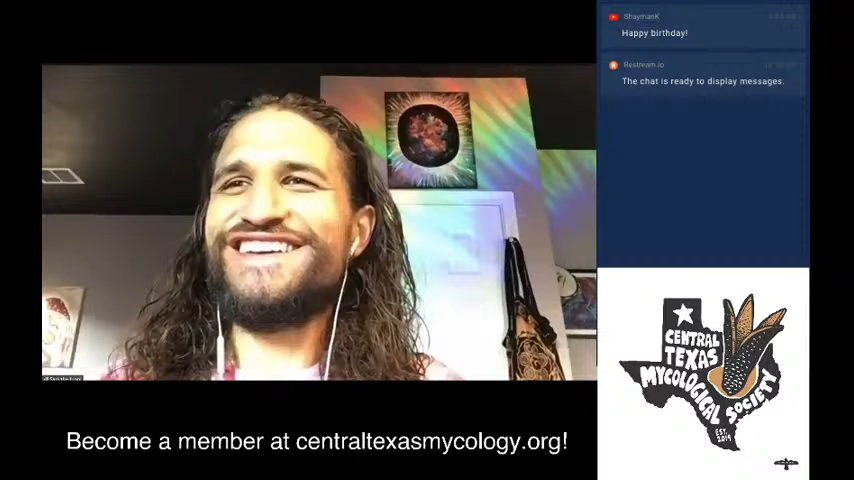 ShaymanK
Happy birthday!
Restream.io
The chat is ready to display messages.
CENTRAL
TEXAS
MYCOLOGICAL
SOCIETY
EST.
2019
Become a member at centraltexasmycology.org!